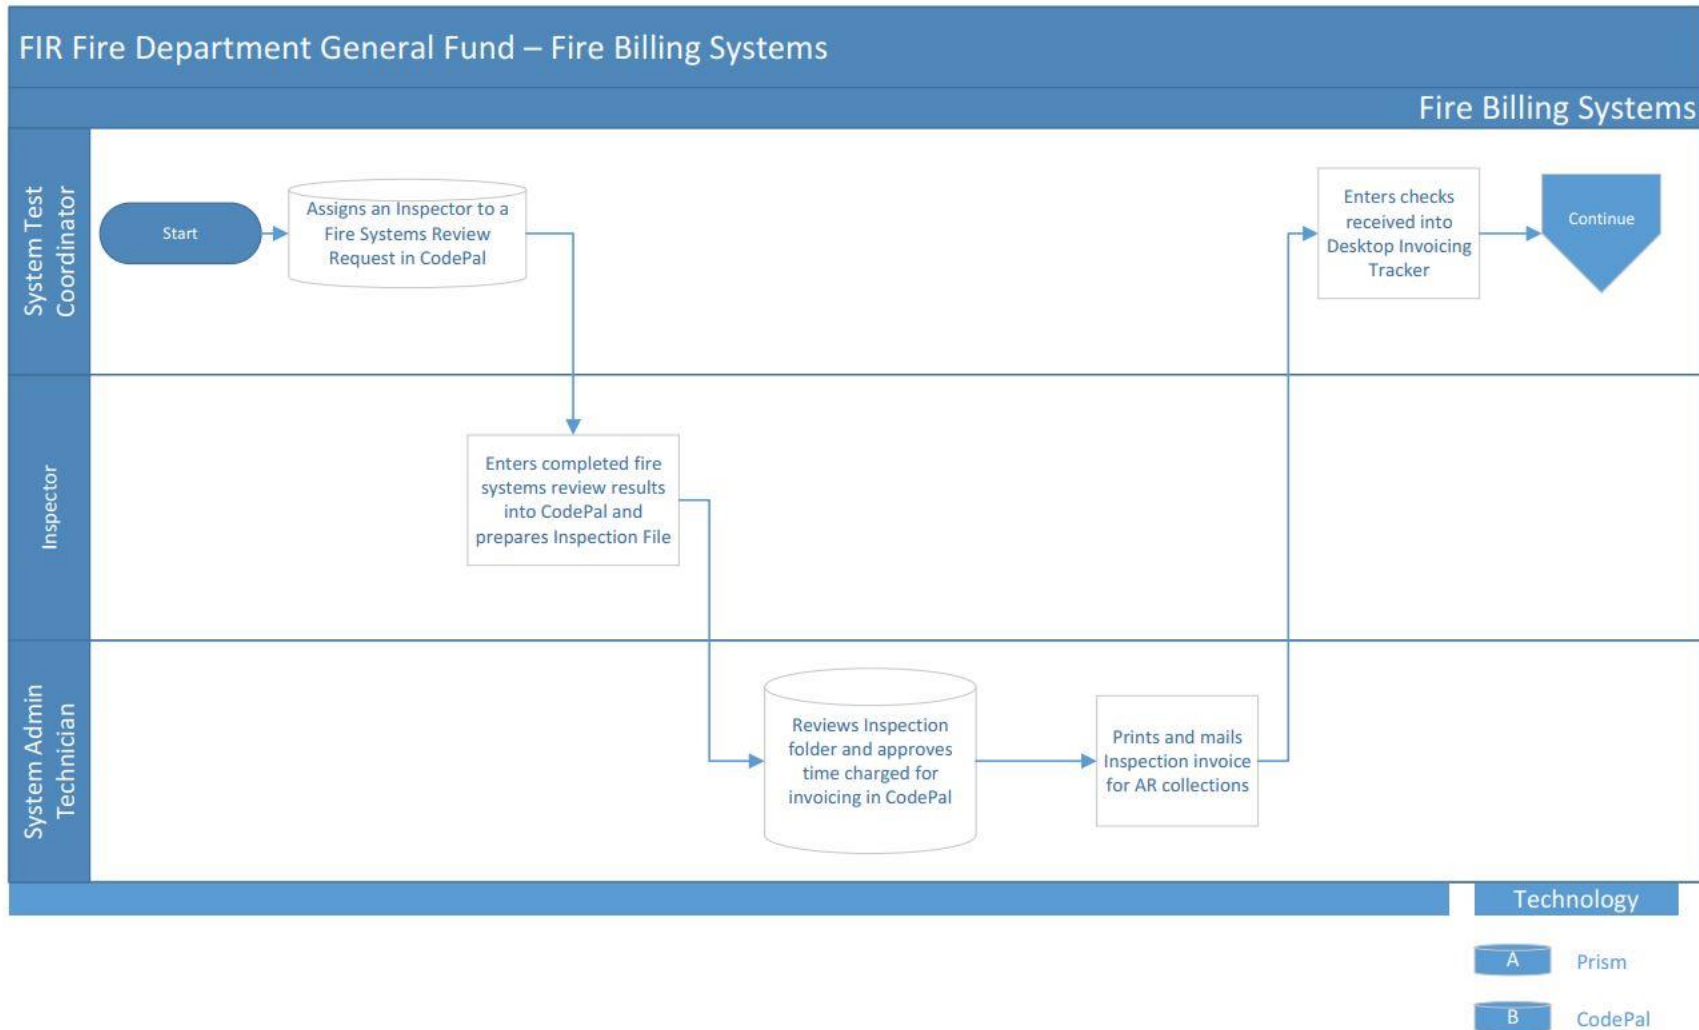 FIR Fire Department General Fund – Fire Billing Systems
Fire Billing Systems
System Test
Coordinator
Start
Assigns an Inspector to a
Fire Systems Review
Request in CodePal
Enters checks
received into
Desktop Invoicing
Tracker
Continue
Inspector
Enters completed fire
systems review results
into CodePal and
prepares Inspection File
System Admin
Technician
Reviews Inspection
folder and approves
time charged for
invoicing in CodePal
Prints and mails
Inspection invoice
for AR collections
Technology
A
Prism
B
CodePal